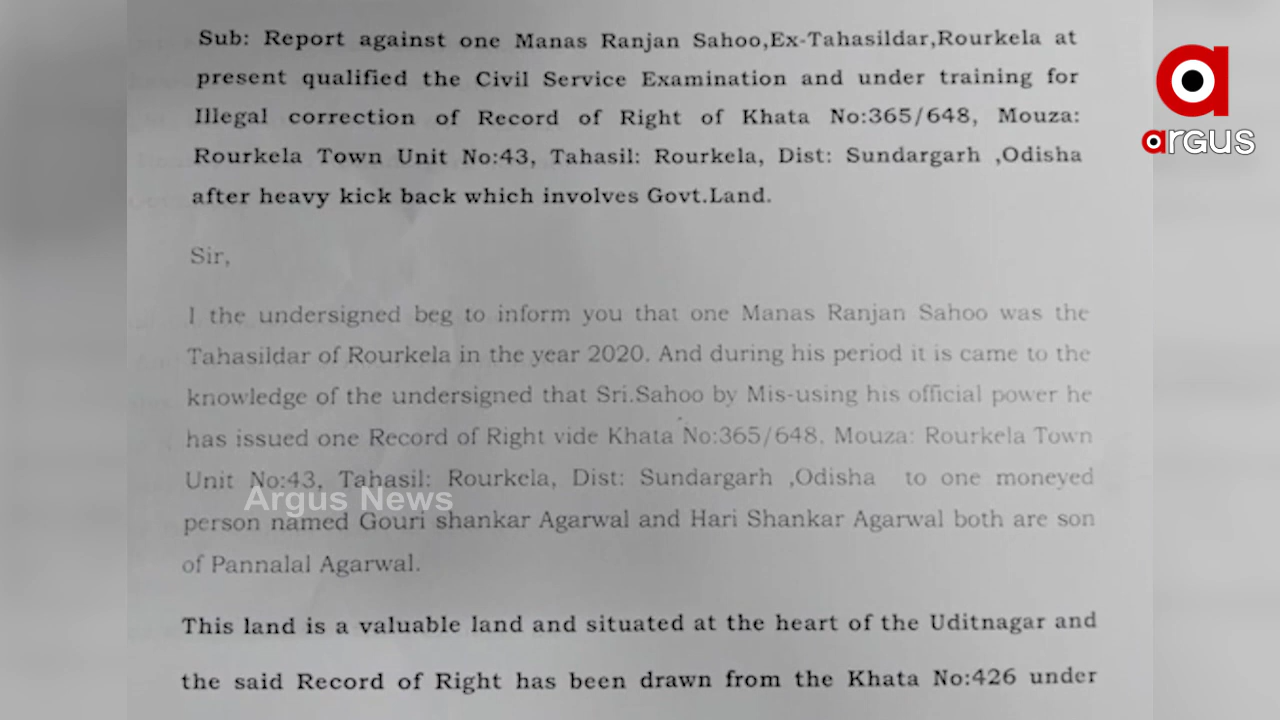 Sub: Report against one Manas Ranjan Sahoo,Ex-Tahasildar,Rourkela at
present qualified the Civil Service Examination and under training for
Illegal correction of Record of Right of Khata No:365/648, Mouza:
Rourkela Town Unit No:43, Tahasil: Rourkela, Dist: Sundargarh ,Odisha
after heavy kick back which involves Govt.Land.
Sir,
I the undersigned beg to inform you that one Manas Ranjan Sahoo was the
Tahasildar of Rourkela in the year 2020. And during his period it is came to the
knowledge of the undersigned that Sri.Sahoo by Mis-using his official power he
has issued one Record of Right vide Khata No:365/648, Mouza: Rourkela Town
Unit No:43, Tahasil: Rourkela, Dist: Sundargarh ,Odisha to one moneyed
person named Gouri shankar Agarwal and Hari Shankar Agarwal both are son
of Pannalal Agarwal.
This land is a valuable land and situated at the heart of the Uditnagar and
the said Record of Right has been drawn from the Khata No:426 under
argus
Argus News